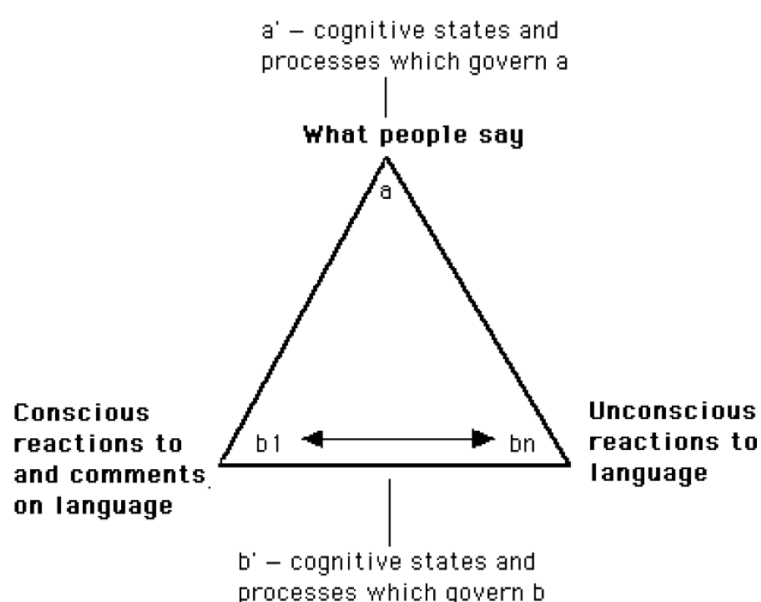 a' – cognitive states and
processes which govern a
What people say
a
Conscious
reactions to
and comments
on language
b1
bn
Unconscious
reactions to
language
b' – cognitive states and
processes which govern b